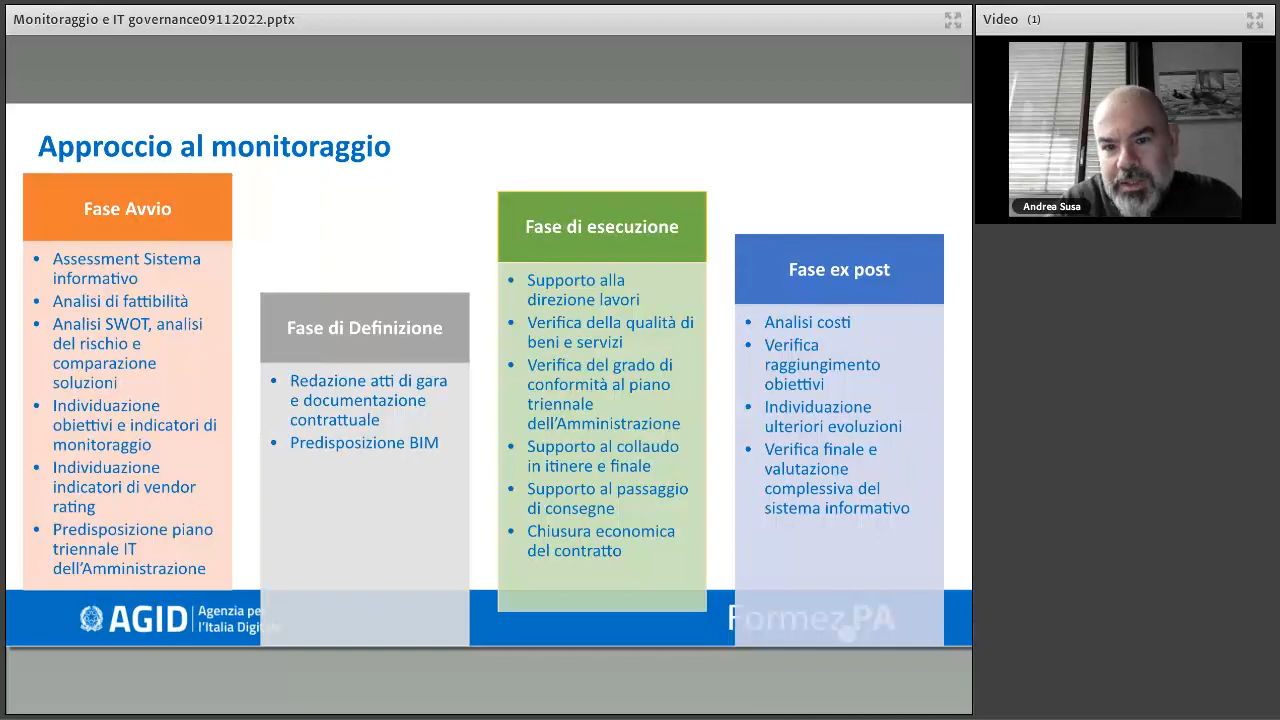 Monitoraggio e IT governance09112022.pptx
Video (1)
Andrea Susa
Approccio al monitoraggio
Fase Avvio
• Assessment Sistema
informativo
• Analisi di fattibilità
• Analisi SWOT, analisi
del rischio e
comparazione
soluzioni
• Individuazione
obiettivi e indicatori di
monitoraggio
• Individuazione
indicatori di vendor
rating
• Predisposizione piano
triennale IT
dell'Amministrazione
Fase di Definizione
• Redazione atti di gara
e documentazione
contrattuale
• Predisposizione BIM
Fase di esecuzione
• Supporto alla
direzione lavori
• Verifica della qualità di
beni e servizi
• Verifica del grado di
conformità al piano
triennale
dell'Amministrazione
• Supporto al collaudo
in itinere e finale
• Supporto al passaggio
di consegne
• Chiusura economica
del contratto
Fase ex post
• Analisi costi
• Verifica
raggiungimento
obiettivi
• Individuazione
ulteriori evoluzioni
• Verifica finale e
valutazione
complessiva del
sistema informativo
AGID
Agenzia per
l'Italia Digitale
Formez PA